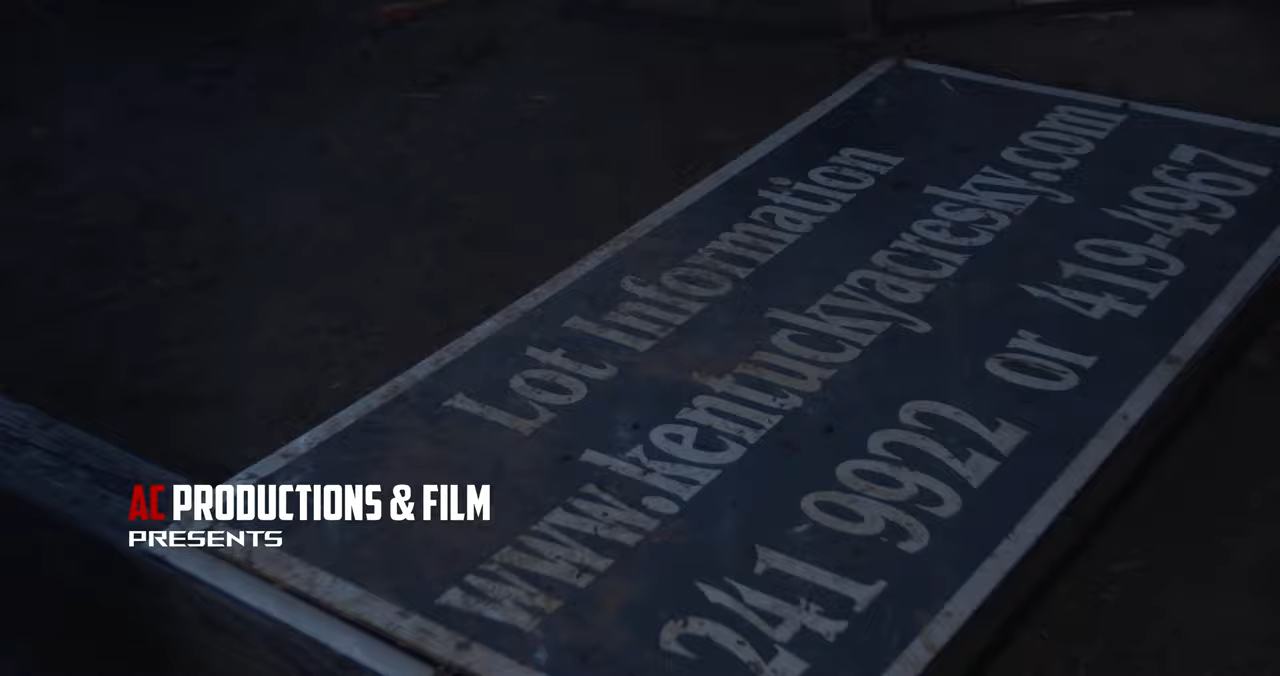 Lot Information
www.kentuckyacresky.com
241 9922 or 419-4967
AC PRODUCTIONS & FILM
PRESENTS